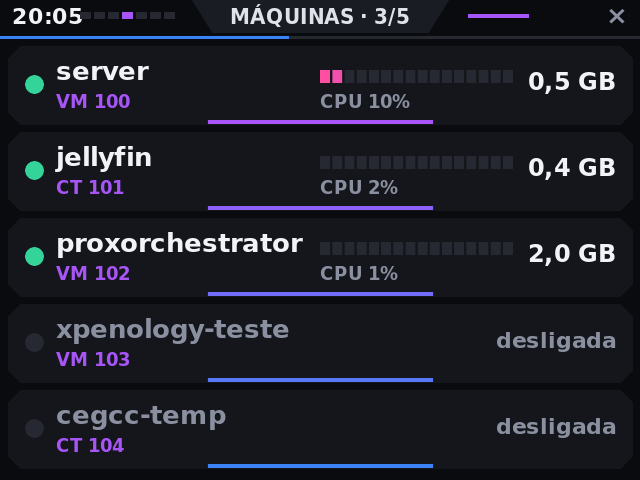 20:05
MÁQUINAS · 3/5
×
server
VM 100
CPU 10%
0,5 GB
jellyfin
CT 101
CPU 2%
0,4 GB
proxorchestrator
VM 102
CPU 1%
2,0 GB
xpenology-teste
VM 103
desligada
cegcc-temp
CT 104
desligada